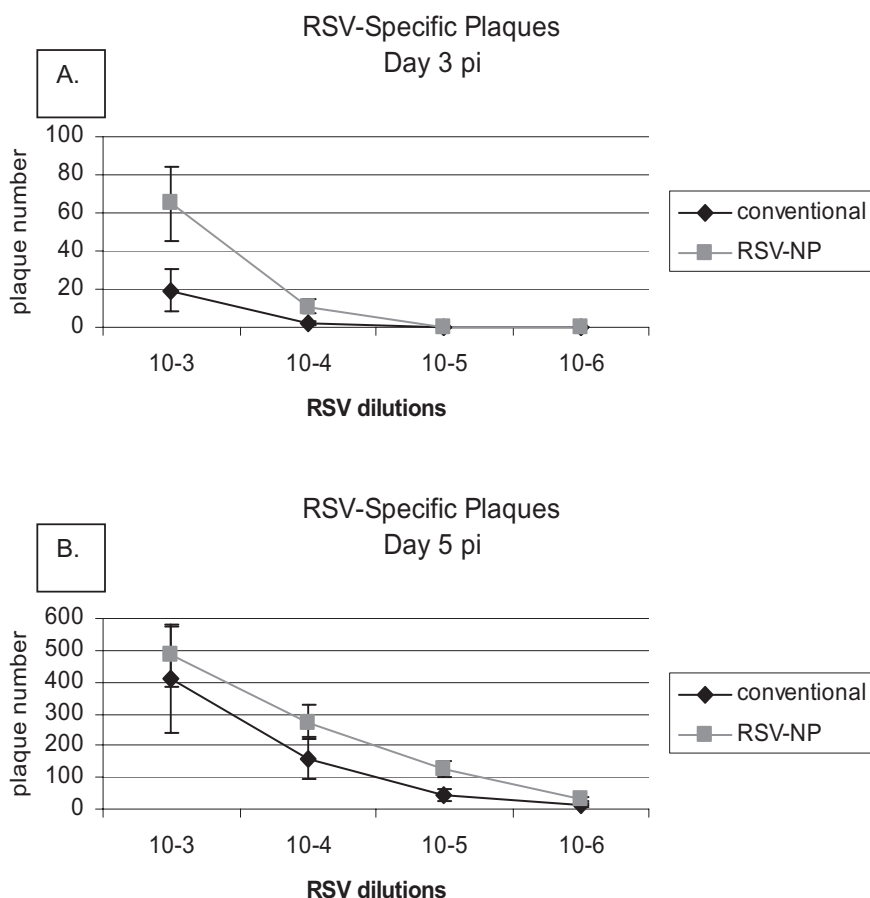 RSV-Specific Plaques
Day 3 pi
A.
plaque number
100
80
60
40
20
0
10-3 10-4 10-5 10-6
RSV dilutions
conventional
RSV-NP
RSV-Specific Plaques
Day 5 pi
B.
plaque number
600
500
400
300
200
100
0
10-3 10-4 10-5 10-6
RSV dilutions
conventional
RSV-NP